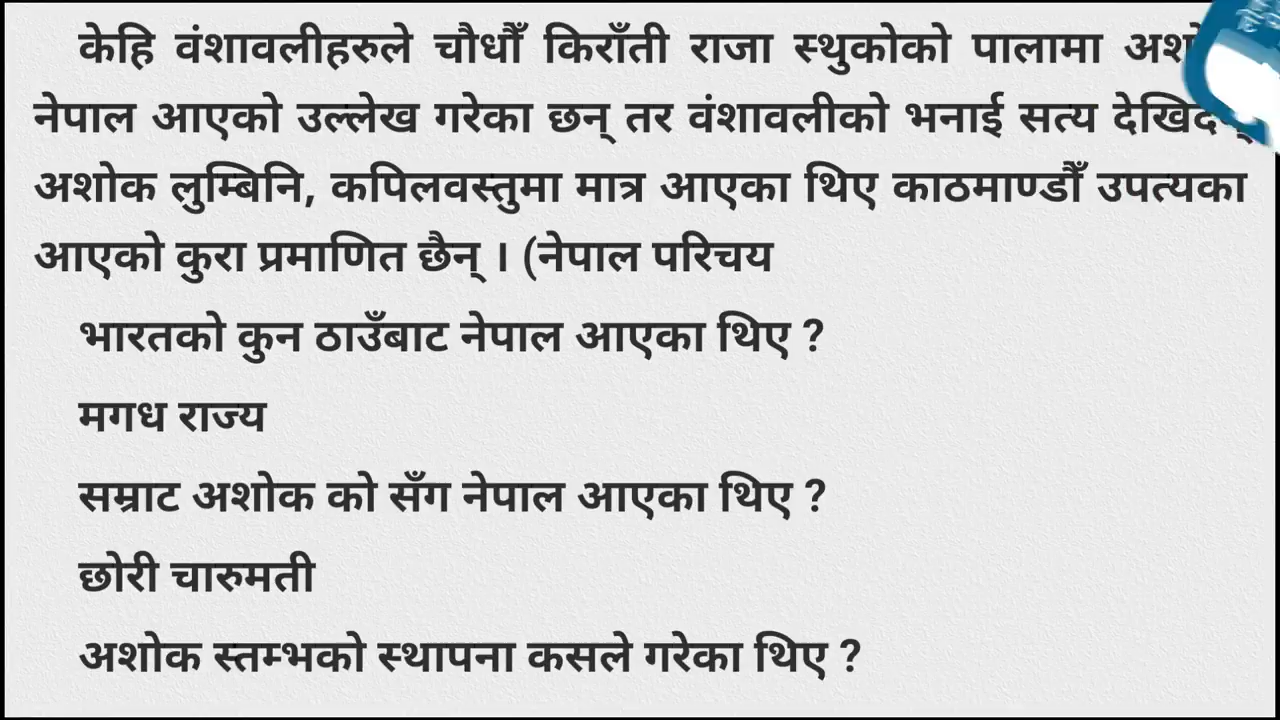 केहि वंशावलीहरुले चौधौँ किराँती राजा स्थुकोको पालामा
नेपाल आएको उल्लेख गरेका छन् तर वंशावलीको भनाई सत्य
अशोक लुम्बिनि, कपिलवस्तुमा मात्र आएका थिए काठमाण्डौँ उपत्यका
आएको कुरा प्रमाणित छैन् । (नेपाल परिचय
भारतको कुन ठाउँबाट नेपाल आएका थिए ?
मगध राज्य
सम्राट अशोक को सँग नेपाल आएका थिए ?
छोरी चारुमती
अशोक स्तम्भको स्थापना कसले गरेका थिए ?